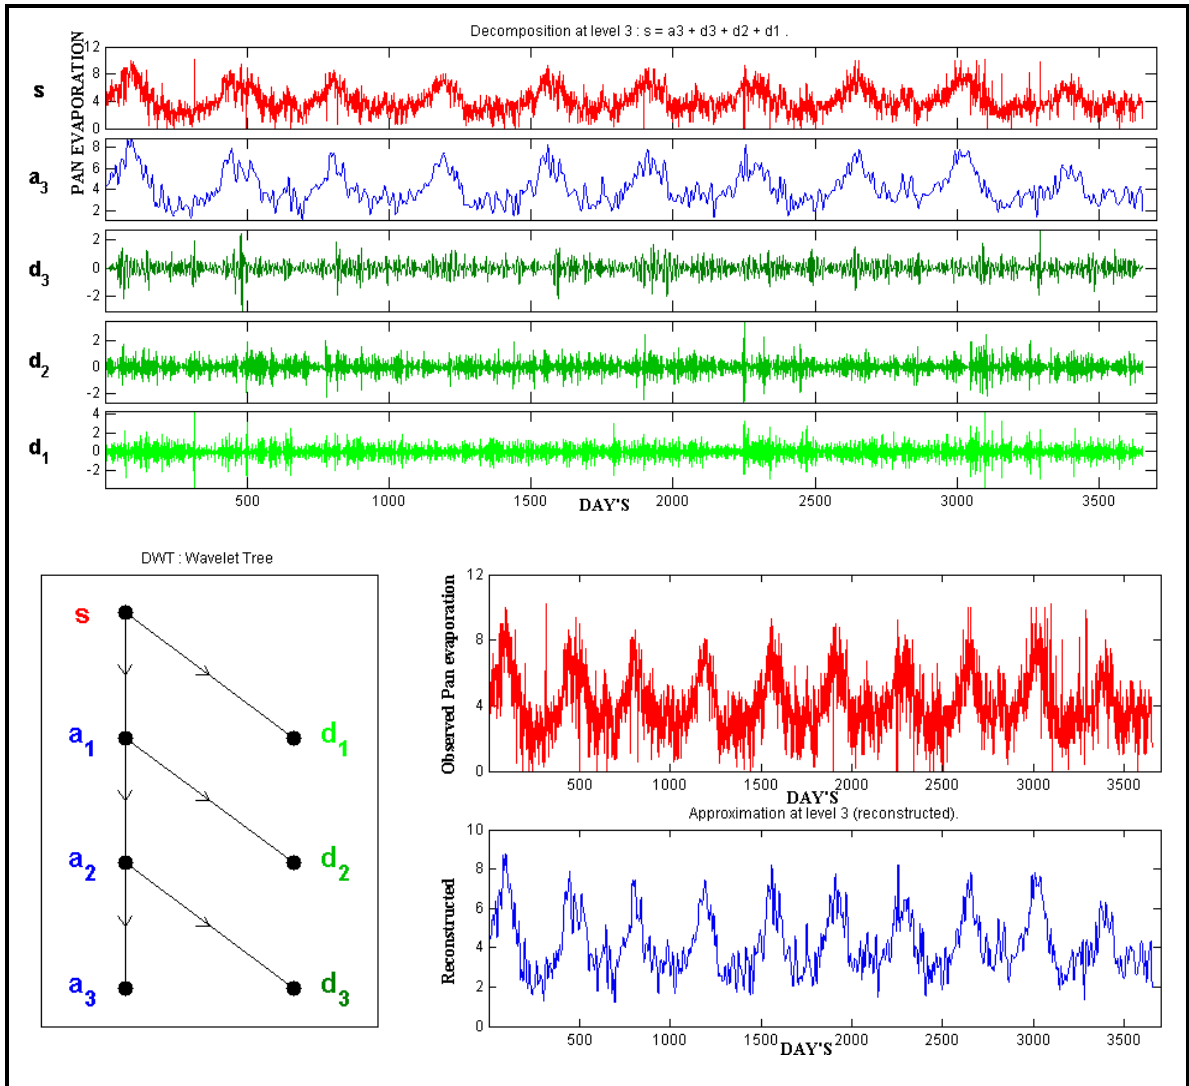 Decomposition at level 3 : s = a3 + d3 + d2 + d1 .
PAN EVAPORATION
s
12
8
4
0
a3
8
6
4
2
d3
2
0
-2
d2
2
0
-2
d1
4
2
0
-2
500 1000 1500 2000 2500 3000 3500
DAY'S
DWT : Wavelet Tree
s
a1 d1
a2 d2
a3 d3
Observed Pan evaporation
12
8
4
0
500 1000 1500 2000 2500 3000 3500
DAY'S
Approximation at level 3 (reconstructed).
Reconstructed
10
8
6
4
2
0
500 1000 1500 2000 2500 3000 3500
DAY'S